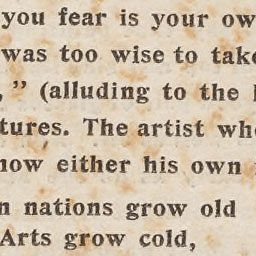 you fear is your ow
was too wise to take
," (alluding to the
tures. The artist who
now either his own
n nations grow old
Arts grow cold,